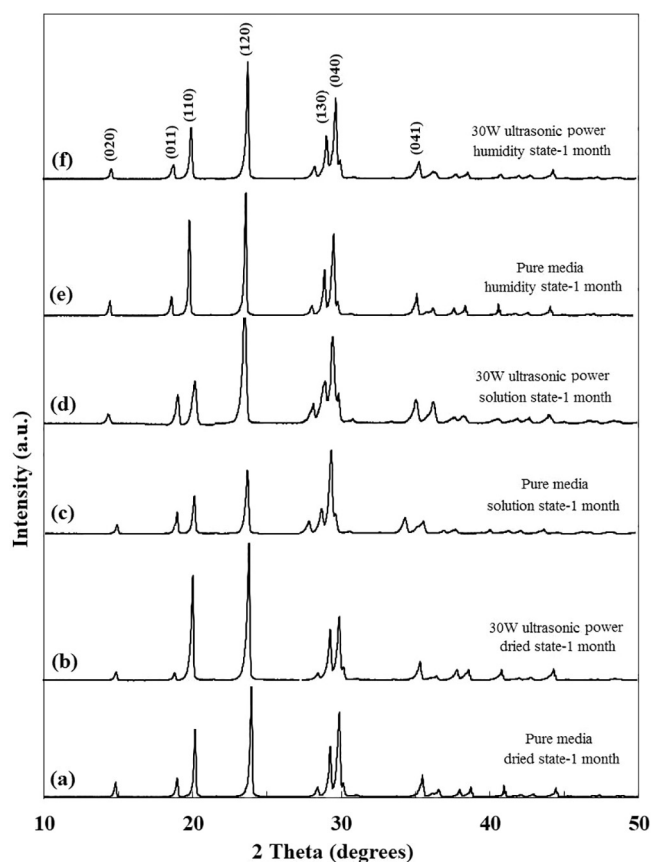 (020)
(011)
(110)
(120)
(130)
(040)
(041)
(f)
30W ultrasonic power
humidity state-1 month
(e)
Pure media
humidity state-1 month
(d)
30W ultrasonic power
solution state-1 month
(c)
Pure media
solution state-1 month
(b)
30W ultrasonic power
dried state-1 month
(a)
Pure media
dried state-1 month
Intensity (a.u.)
10
20
30
40
50
2 Theta (degrees)